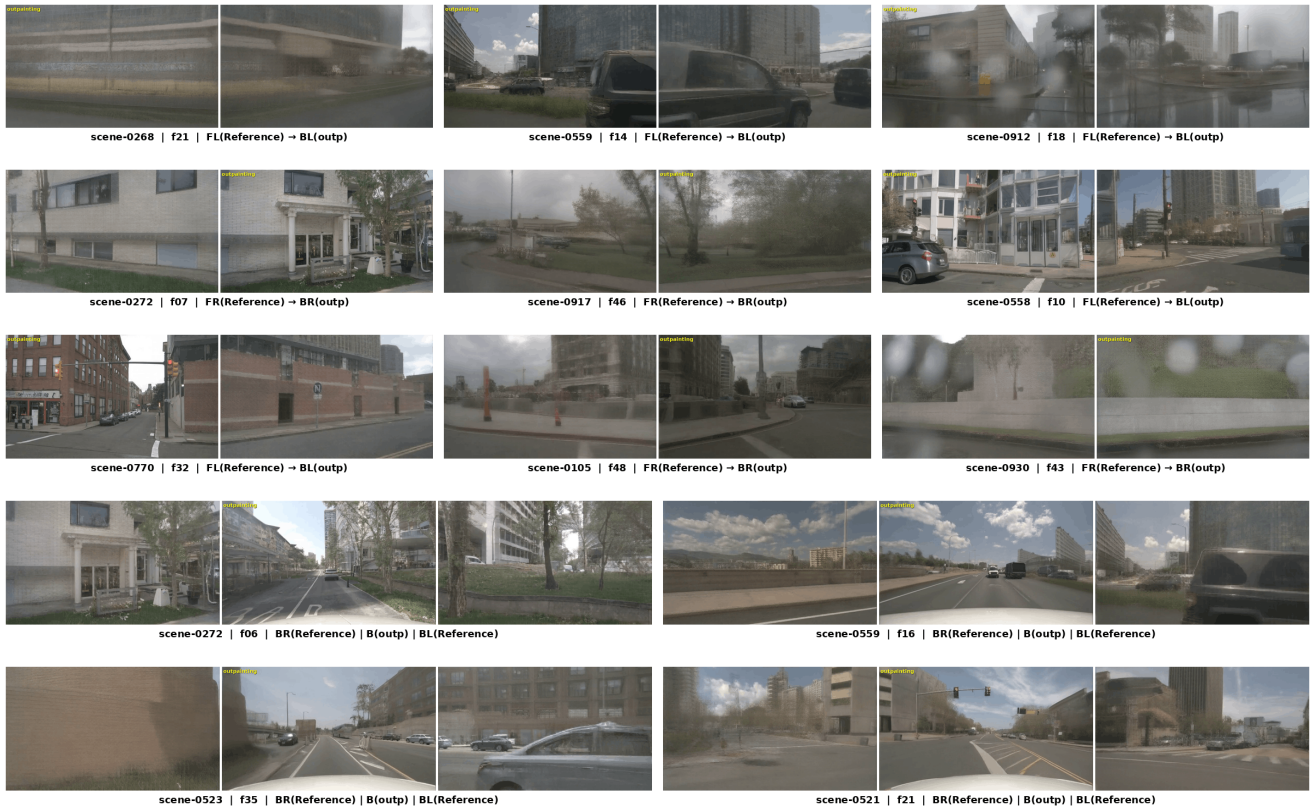 outpainting
outpainting
outpainting
scene-0268 | f21 | FL(Reference) → BL(outp)
scene-0559 | f14 | FL(Reference) → BL(outp)
scene-0912 | f18 | FL(Reference) → BL(outp)
outpainting
outpainting
outpainting
scene-0272 | f07 | FR(Reference) → BR(outp)
scene-0917 | f46 | FR(Reference) → BR(outp)
scene-0558 | f10 | FL(Reference) → BL(outp)
outpainting
outpainting
outpainting
scene-0770 | f32 | FL(Reference) → BL(outp)
scene-0105 | f48 | FR(Reference) → BR(outp)
scene-0930 | f43 | FR(Reference) → BR(outp)
outpainting
outpainting
scene-0272 | f06 | BR(Reference) | B(outp) | BL(Reference)
scene-0559 | f16 | BR(Reference) | B(outp) | BL(Reference)
outpainting
outpainting
scene-0523 | f35 | BR(Reference) | B(outp) | BL(Reference)
scene-0521 | f21 | BR(Reference) | B(outp) | BL(Reference)